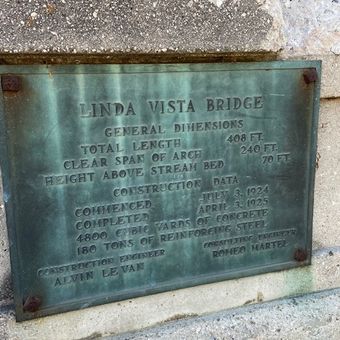 LINDA VISTA BRIDGE
GENERAL DIMENSIONS
TOTAL LENGTH 408 FT.
CLEAR SPAN OF ARCH 240 FT.
HEIGHT ABOVE STREAM BED 70 FT.
CONSTRUCTION DATA
COMMENCED JULY 3, 1924
COMPLETED APRIL 3, 1925
4800 CUBIC YARDS OF CONCRETE
180 TONS OF REINFORCING STEEL
CONSTRUCTION ENGINEER CONSULTING ENGINEER
ALVIN LE VAN ROMEO MARTEL